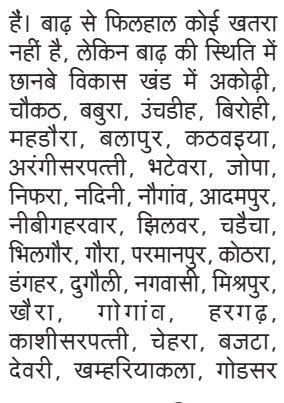 हैं। बाढ़ से फिलहाल कोई खतरा
नहीं है, लेकिन बाढ़ की स्थिति में
छानबे विकास खंड में अकोढ़ी,
चौकठ, बबुरा, उंचडीह, बिरोही,
महडौरा, बलापुर, कठवइया,
अरंगीसरपत्ती, भटेवरा, जोपा,
निफरा, नदिनी, नौगांव, आदमपुर,
नीबीगहरवार, झिलवर, चडैचा,
भिलगौर, गौरा, परमानपुर, कोठरा,
डंगहर, दुगौली, नगवासी, मिश्रपुर,
खैरा, गोगांव, हरगढ़,
काशीसरपत्ती, चेहरा, बजटा,
देवरी, खम्हरियाकला, गोडसर